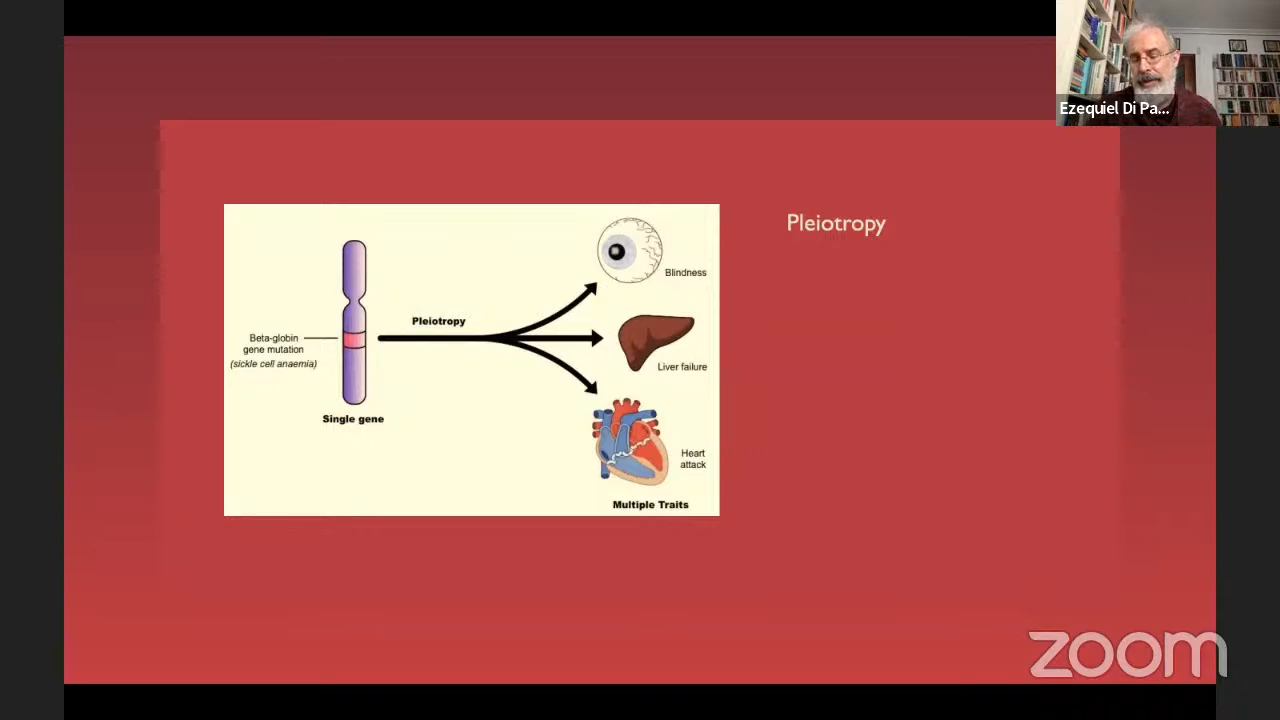 Ezequiel Di Pa...
Pleiotropy
Blindness
Pleiotropy
Beta-globin
gene mutation
(sickle cell anaemia)
Liver failure
Single gene
Heart
attack
Multiple Traits
zoom